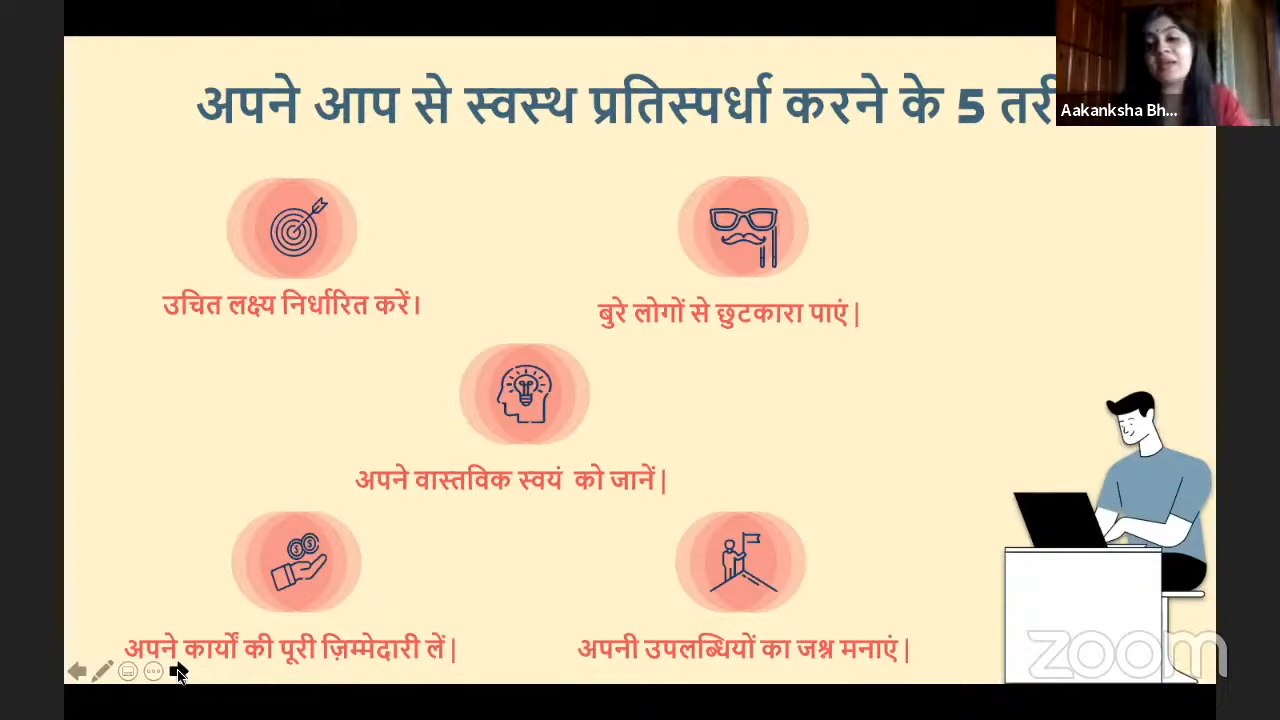 अपने आप से स्वस्थ प्रतिस्पर्धा करने के 5
Aakanksha Bh...
उचित लक्ष्य निर्धारित करें।
बुरे लोगों से छुटकारा पाएं |
अपने वास्तविक स्वयं को जानें |
अपने कार्यों की पूरी ज़िम्मेदारी लें |
अपनी उपलब्धियों का जश्न मनाएं |
zoom